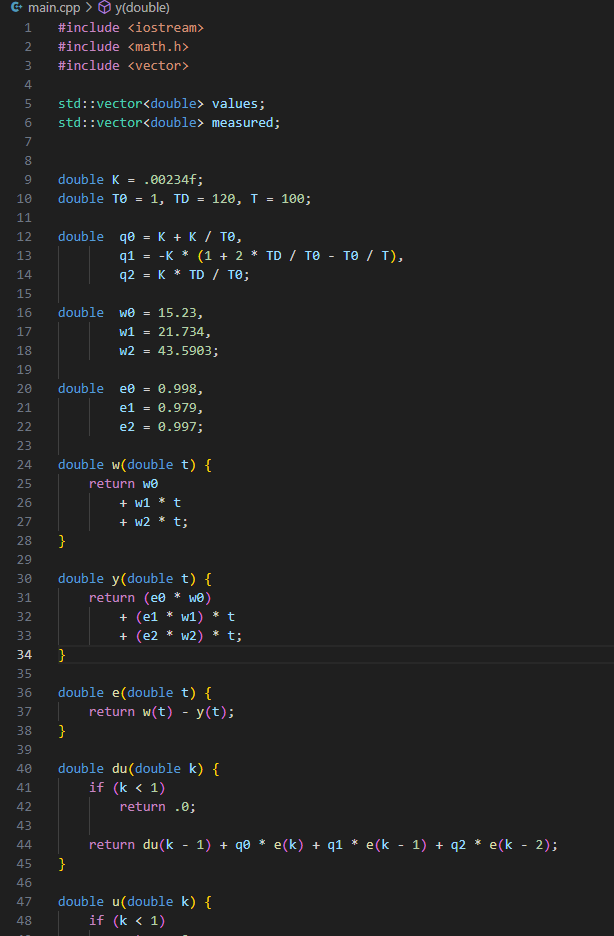 main.cpp > y(double)
1 #include <iostream>
2 #include <math.h>
3 #include <vector>
4
5 std::vector<double> values;
6 std::vector<double> measured;
7
8
9 double K = .00234f;
10 double T0 = 1, TD = 120, T = 100;
11
12 double  q0 = K + K / T0,
13         q1 = -K * (1 + 2 * TD / T0 - T0 / T),
14         q2 = K * TD / T0;
15
16 double  w0 = 15.23,
17         w1 = 21.734,
18         w2 = 43.5903;
19
20 double  e0 = 0.998,
21         e1 = 0.979,
22         e2 = 0.997;
23
24 double w(double t) {
25     return w0
26         + w1 * t
27         + w2 * t;
28 }
29
30 double y(double t) {
31     return (e0 * w0)
32         + (e1 * w1) * t
33         + (e2 * w2) * t;
34 }
35
36 double e(double t) {
37     return w(t) - y(t);
38 }
39
40 double du(double k) {
41     if (k < 1)
42         return .0;
43
44     return du(k - 1) + q0 * e(k) + q1 * e(k - 1) + q2 * e(k - 2);
45 }
46
47 double u(double k) {
48     if (k < 1)